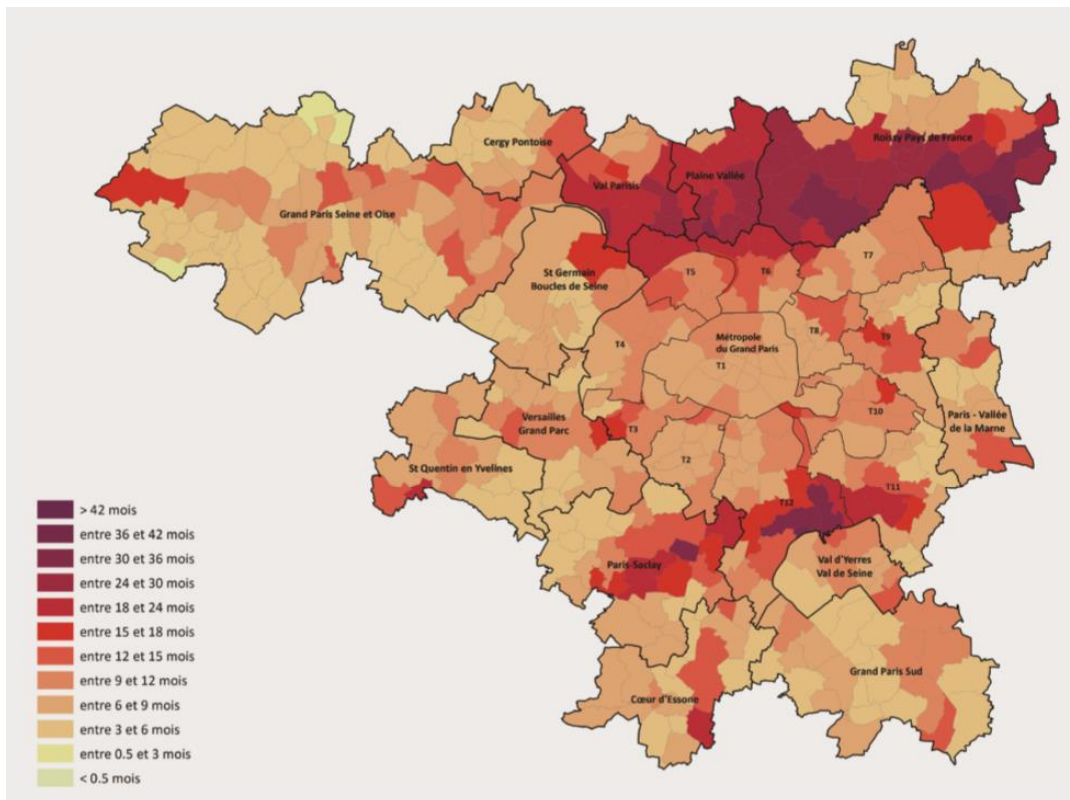 Cergy Pontoise
Roissy Pays de France
Plaine Vallée
Val Parisis
Grand Paris Seine et Oise
T7
St Germain
Boucles de Seine
T5
T6
T8
T9
Métropole
du Grand Paris
T4
T1
T10
Paris - Vallée
de la Marne
Versailles
Grand Parc
T3
T2
St Quentin en Yvelines
T11
T12
Val d'Yerres
Val de Seine
Paris-Saclay
Grand Paris Sud
Cœur d'Essone
> 42 mois
entre 36 et 42 mois
entre 30 et 36 mois
entre 24 et 30 mois
entre 18 et 24 mois
entre 15 et 18 mois
entre 12 et 15 mois
entre 9 et 12 mois
entre 6 et 9 mois
entre 3 et 6 mois
entre 0.5 et 3 mois
< 0.5 mois